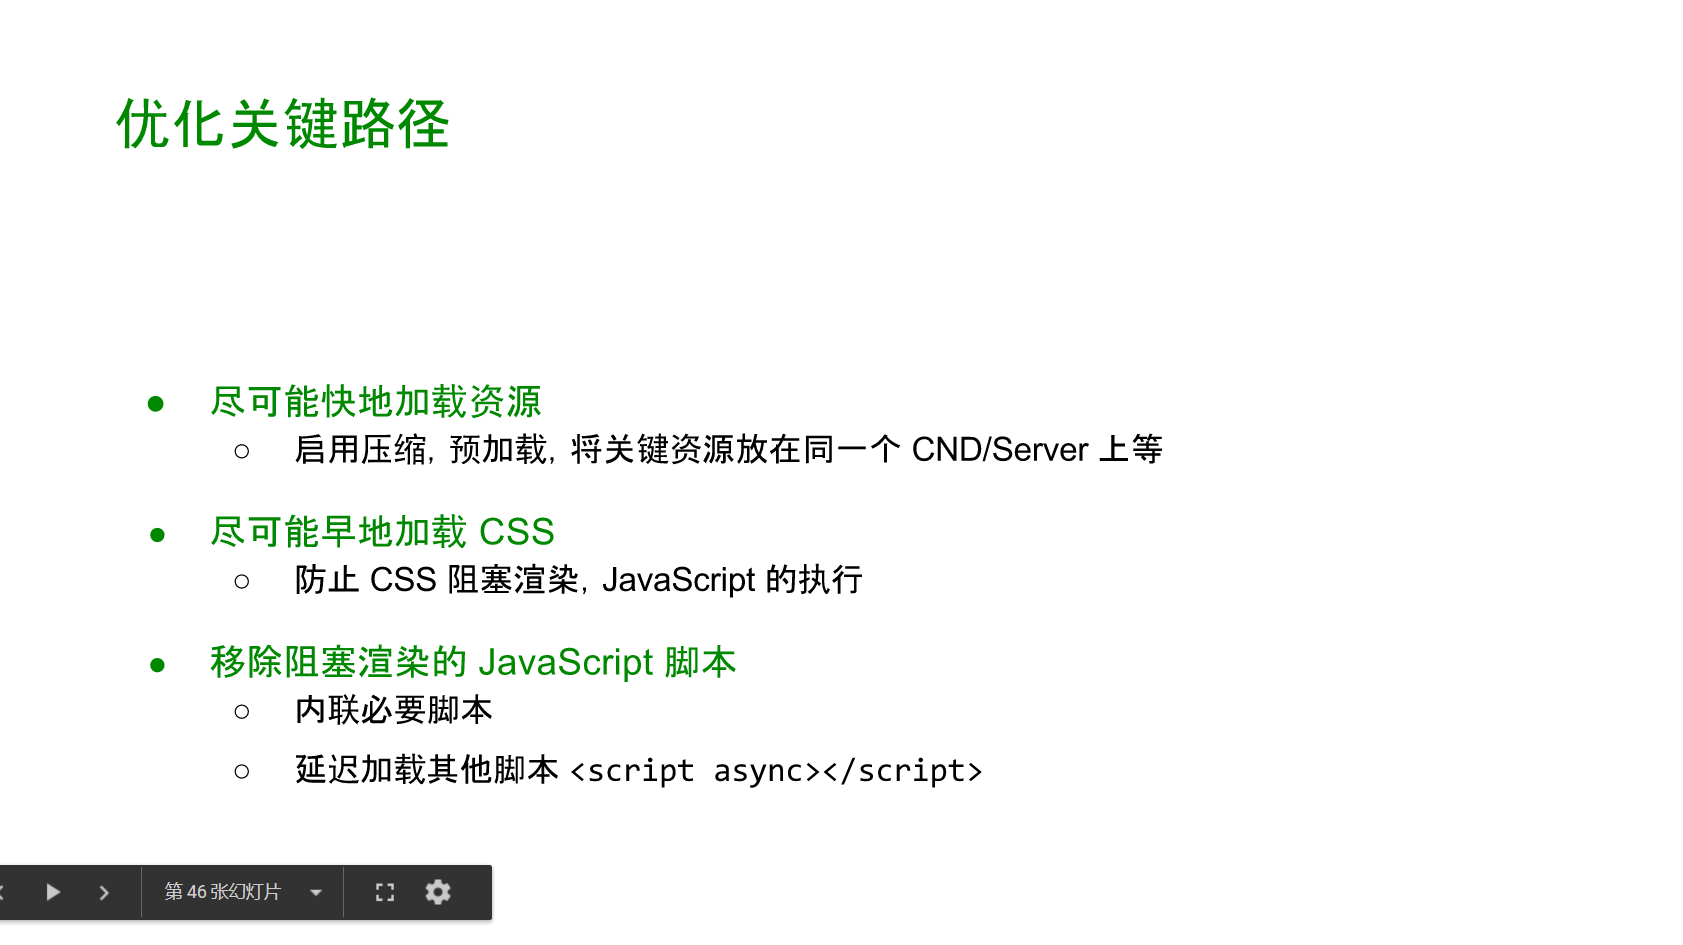 优化关键路径
● 尽可能快地加载资源
○ 启用压缩, 预加载, 将关键资源放在同一个 CND/Server 上等
● 尽可能早地加载 CSS
○ 防止 CSS 阻塞渲染, JavaScript 的执行
● 移除阻塞渲染的 JavaScript 脚本
○ 内联必要脚本
○ 延迟加载其他脚本 <script async></script>
第 46 张幻灯片